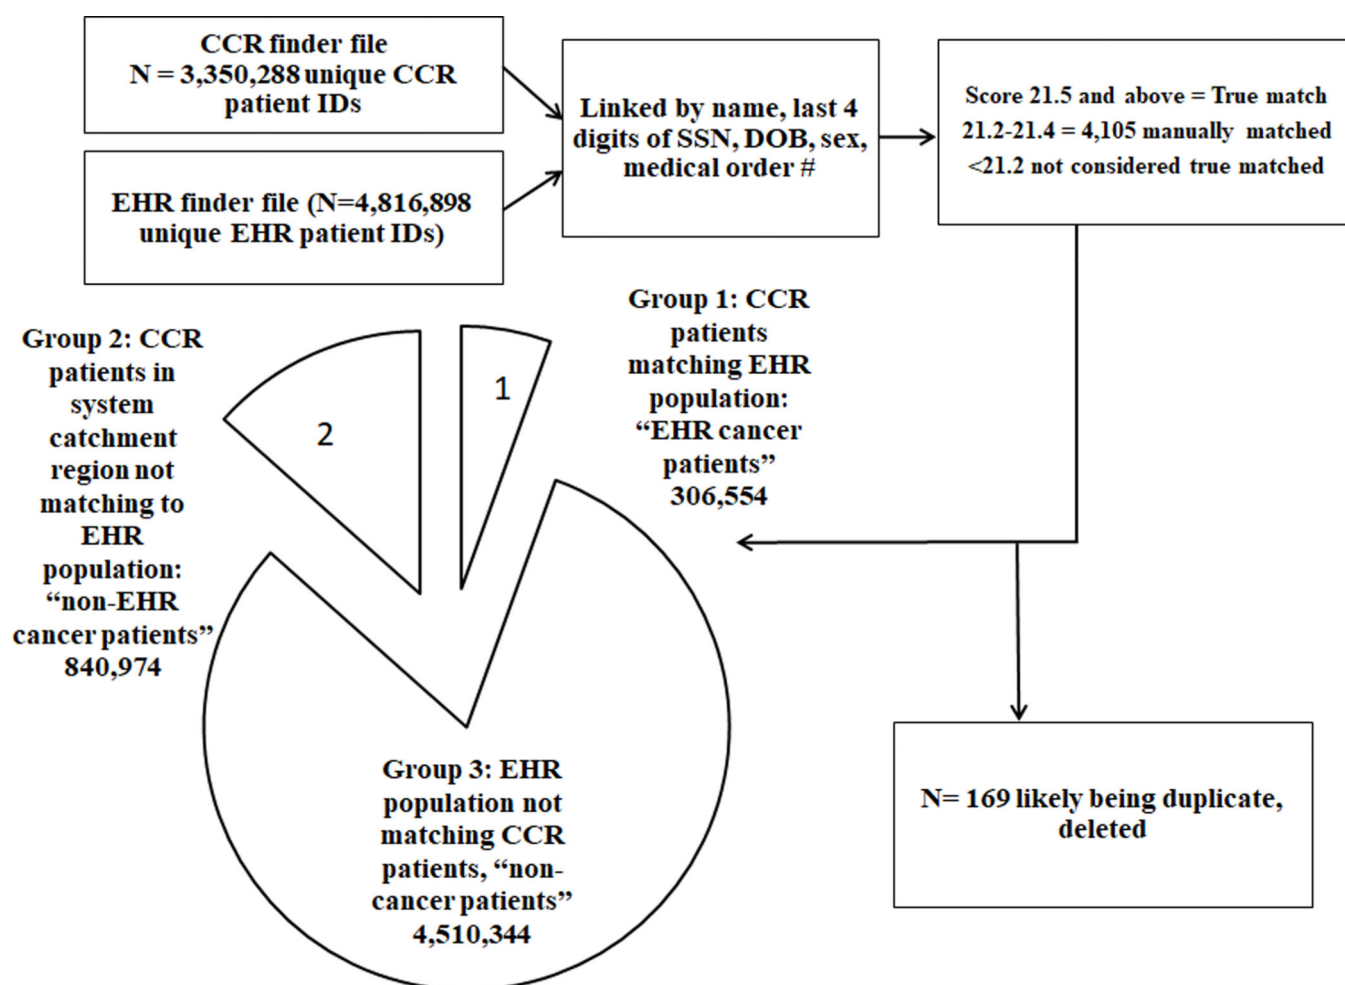 CCR finder file
N = 3,350,288 unique CCR
patient IDs
EHR finder file (N=4,816,898
unique EHR patient IDs)
Linked by name, last 4
digits of SSN, DOB, sex,
medical order #
Score 21.5 and above = True match
21.2-21.4 = 4,105 manually matched
<21.2 not considered true matched
Group 1: CCR
patients
matching EHR
population:
“EHR cancer
patients”
306,554
1
Group 2: CCR
patients in
system
catchment
region not
matching to
EHR
population:
“non-EHR
cancer patients”
840,974
2
Group 3: EHR
population not
matching CCR
patients, “non-
cancer patients”
4,510,344
N= 169 likely being duplicate,
deleted